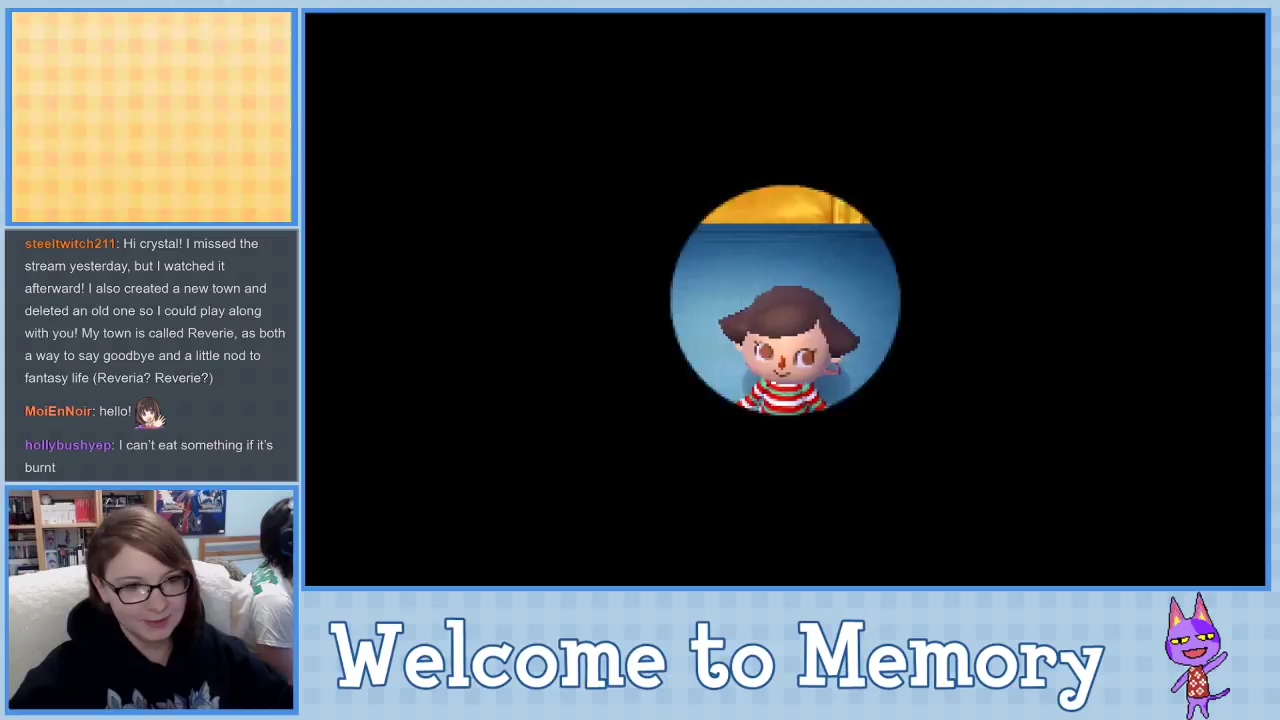 steeltwitch211: Hi crystal! I missed the
stream yesterday, but I watched it
afterward! I also created a new town and
deleted an old one so I could play along
with you! My town is called Reverie, as both
a way to say goodbye and a little nod to
fantasy life (Reveria? Reverie?)
MoiEnNoir: hello!
hollybushyep: I can't eat something if it's
burnt
Welcome to Memory